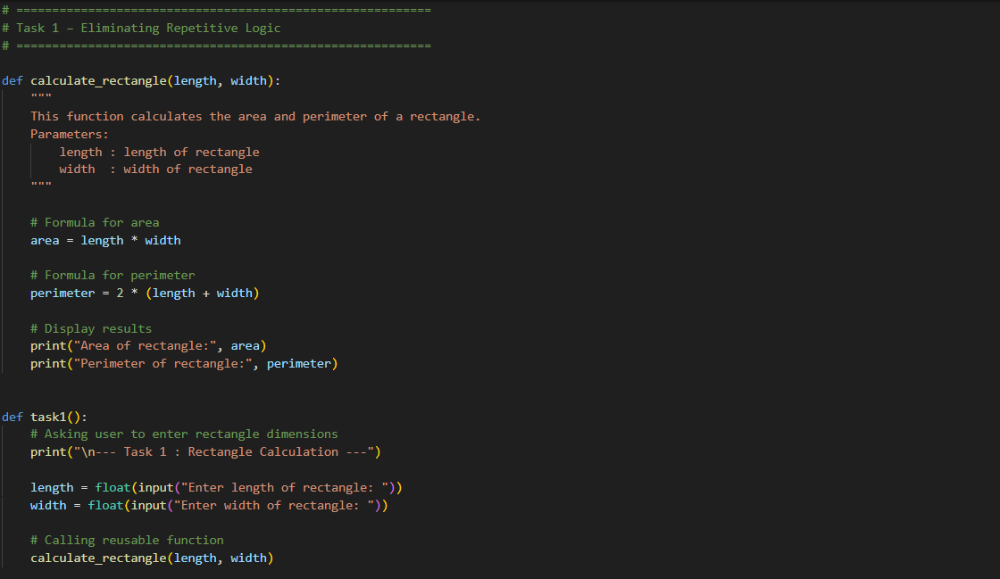 # ==========================================================
# Task 1 – Eliminating Repetitive Logic
# ==========================================================
def calculate_rectangle(length, width):
    """
    This function calculates the area and perimeter of a rectangle.
    Parameters:
        length : length of rectangle
        width  : width of rectangle
    """
    # Formula for area
    area = length * width
    # Formula for perimeter
    perimeter = 2 * (length + width)
    # Display results
    print("Area of rectangle:", area)
    print("Perimeter of rectangle:", perimeter)
def task1():
    # Asking user to enter rectangle dimensions
    print("\n--- Task 1 : Rectangle Calculation ---")
    length = float(input("Enter length of rectangle: "))
    width = float(input("Enter width of rectangle: "))
    # Calling reusable function
    calculate_rectangle(length, width)